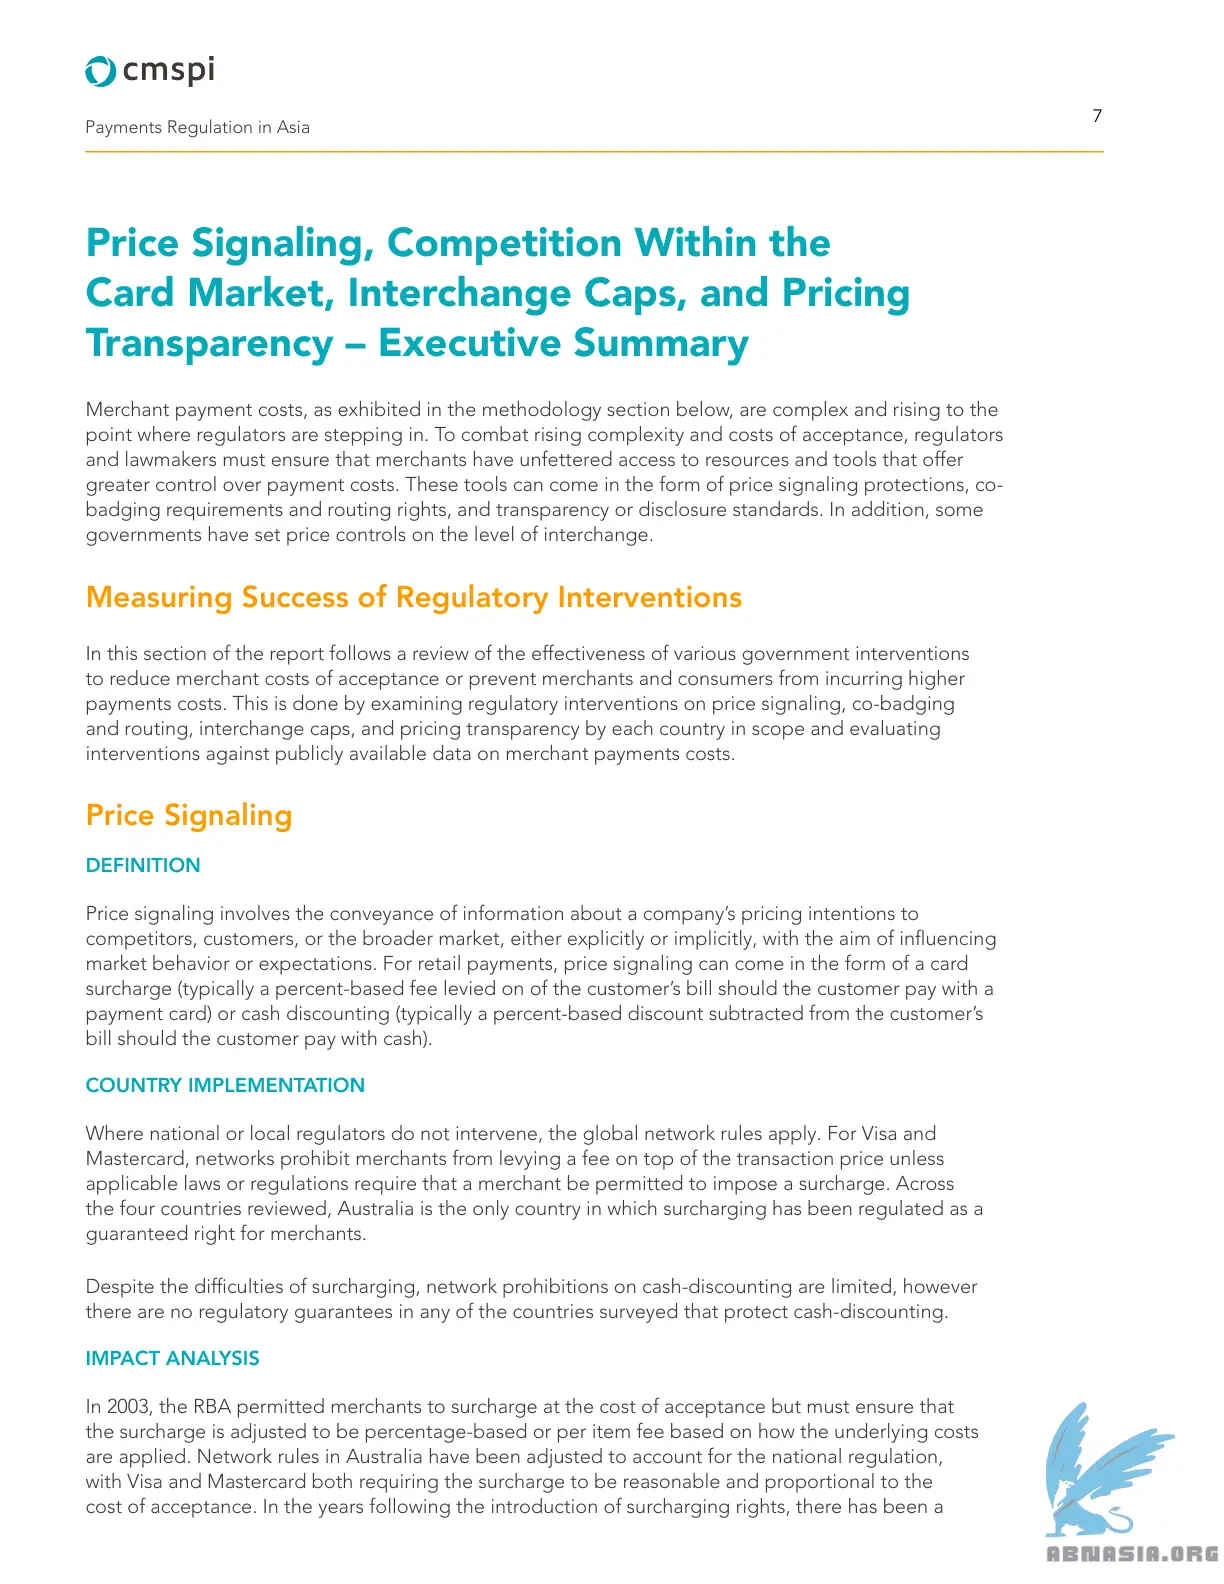 cmspi
Payments Regulation in Asia
7
Price Signaling, Competition Within the
Card Market, Interchange Caps, and Pricing
Transparency – Executive Summary
Merchant payment costs, as exhibited in the methodology section below, are complex and rising to the
point where regulators are stepping in. To combat rising complexity and costs of acceptance, regulators
and lawmakers must ensure that merchants have unfettered access to resources and tools that offer
greater control over payment costs. These tools can come in the form of price signaling protections, co-
badging requirements and routing rights, and transparency or disclosure standards. In addition, some
governments have set price controls on the level of interchange.
Measuring Success of Regulatory Interventions
In this section of the report follows a review of the effectiveness of various government interventions
to reduce merchant costs of acceptance or prevent merchants and consumers from incurring higher
payments costs. This is done by examining regulatory interventions on price signaling, co-badging
and routing, interchange caps, and pricing transparency by each country in scope and evaluating
interventions against publicly available data on merchant payments costs.
Price Signaling
DEFINITION
Price signaling involves the conveyance of information about a company’s pricing intentions to
competitors, customers, or the broader market, either explicitly or implicitly, with the aim of influencing
market behavior or expectations. For retail payments, price signaling can come in the form of a card
surcharge (typically a percent-based fee levied on of the customer’s bill should the customer pay with a
payment card) or cash discounting (typically a percent-based discount subtracted from the customer’s
bill should the customer pay with cash).
COUNTRY IMPLEMENTATION
Where national or local regulators do not intervene, the global network rules apply. For Visa and
Mastercard, networks prohibit merchants from levying a fee on top of the transaction price unless
applicable laws or regulations require that a merchant be permitted to impose a surcharge. Across
the four countries reviewed, Australia is the only country in which surcharging has been regulated as a
guaranteed right for merchants.
Despite the difficulties of surcharging, network prohibitions on cash-discounting are limited, however
there are no regulatory guarantees in any of the countries surveyed that protect cash-discounting.
IMPACT ANALYSIS
In 2003, the RBA permitted merchants to surcharge at the cost of acceptance but must ensure that
the surcharge is adjusted to be percentage-based or per item fee based on how the underlying costs
are applied. Network rules in Australia have been adjusted to account for the national regulation,
with Visa and Mastercard both requiring the surcharge to be reasonable and proportional to the
cost of acceptance. In the years following the introduction of surcharging rights, there has been a
ABNASIA.ORG